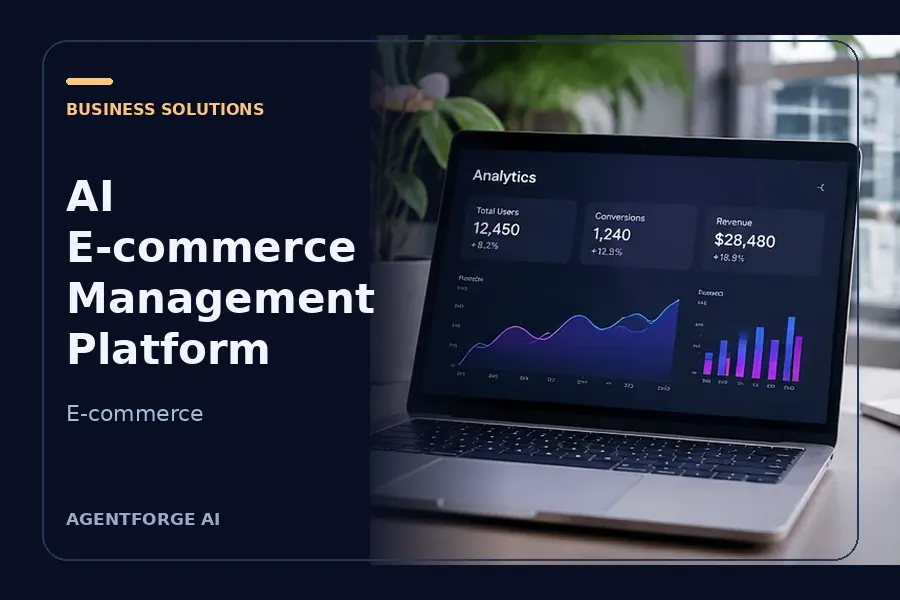 BUSINESS SOLUTIONS
AI
E-commerce
Management
Platform
E-commerce
AGENTFORGE AI
Analytics
Total Users
12,450
+8.2%
Conversions
1,240
+12.9%
Revenue
$28,480
+18.9%